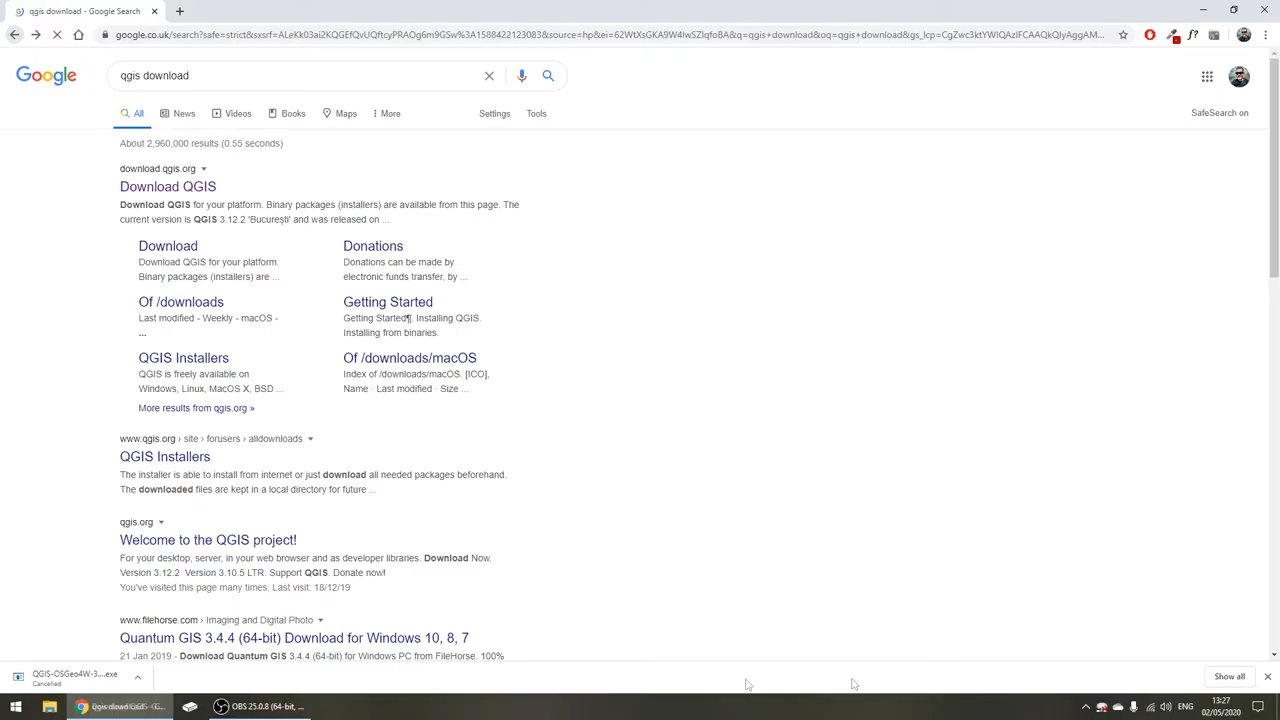 qgis download - Google Search
google.co.uk/search?safe=strict&sxsrf=ALeKk03ai2KQGEfQvUQftcyPRAOg6m9GSw%3A1588422123083&source=hp&ei=62WtXsGKA9W4lwSZlqfoBA&q=qgis+download&oq=qgis+download&gs_lcp=CgZwc3ktYWIQAzIFCAAQkQIyAggAM...
Google
qgis download
All News Videos Books Maps More Settings Tools
SafeSearch on
About 2,960,000 results (0.55 seconds)
download.qgis.org
Download QGIS
Download QGIS for your platform. Binary packages (installers) are available from this page. The
current version is QGIS 3.12.2 'București' and was released on ...
Download
Download QGIS for your platform.
Binary packages (installers) are ...
Donations
Donations can be made by
electronic funds transfer, by ...
Of /downloads
Last modified - Weekly - macOS -
...
Getting Started
Getting Started¶. Installing QGIS.
Installing from binaries.
QGIS Installers
QGIS is freely available on
Windows, Linux, MacOS X, BSD ...
Of /downloads/macOS
Index of /downloads/macOS. [ICO],
Name · Last modified · Size ...
More results from qgis.org »
www.qgis.org › site › forusers › alldownloads
QGIS Installers
The installer is able to install from internet or just download all needed packages beforehand.
The downloaded files are kept in a local directory for future ...
qgis.org
Welcome to the QGIS project!
For your desktop, server, in your web browser and as developer libraries. Download Now.
Version 3.12.2 Version 3.10.5 LTR. Support QGIS. Donate now!
You've visited this page many times. Last visit: 18/12/19
www.filehorse.com › Imaging and Digital Photo
Quantum GIS 3.4.4 (64-bit) Download for Windows 10, 8, 7
21 Jan 2019 - Download Quantum GIS 3.4.4 (64-bit) for Windows PC from FileHorse. 100%
QGIS-OSGeo4W-3....exe
Cancelled
Show all
OBS 25.0.8 (64-bit, ...
ENG
13:27
02/05/2020